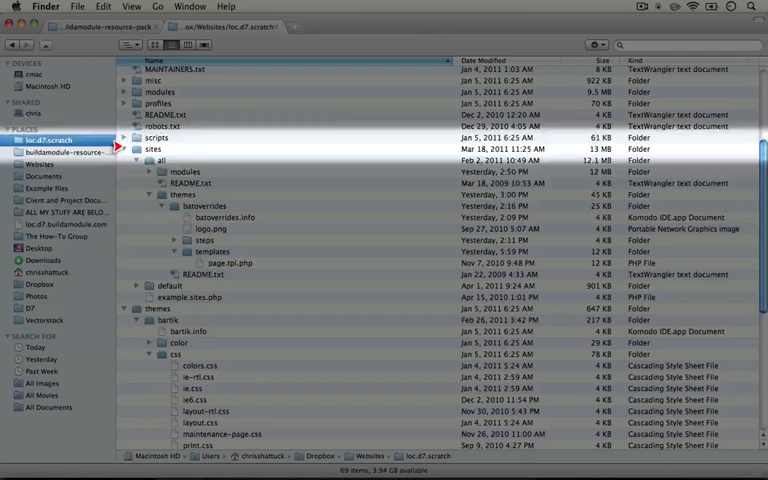 Finder File Edit View Go Window Help
...ildamodule-resource-pack ...ox/Websites/loc.d7.scratch
DEVICES
cmac
Macintosh HD
SHARED
chris
PLACES
loc.d7.scratch
buildamodule-resource-...
Websites
Documents
Example files
Client and Project Docu...
ALL MY STUFF ARE BELO...
loc.d7.buildamodule.com
The How-To Group
Desktop
Downloads
chrisshattuck
Dropbox
Photos
D7
Vectorstock
SEARCH FOR
Today
Yesterday
Past Week
All Images
All Movies
All Documents
Name Date Modified Size Kind
MAINTAINERS.txt Jan 4, 2011 1:03 AM 8 KB TextWrangler text document
misc Jan 5, 2011 6:25 AM 922 KB Folder
modules Jan 5, 2011 6:25 AM 9.5 MB Folder
profiles Jan 5, 2011 6:25 AM 70 KB Folder
README.txt Dec 2, 2010 12:20 AM 8 KB TextWrangler text document
robots.txt Dec 29, 2010 4:05 AM 4 KB TextWrangler text document
scripts Jan 5, 2011 6:25 AM 61 KB Folder
sites Mar 18, 2011 11:25 AM 13 MB Folder
all Feb 2, 2011 10:49 AM 12.1 MB Folder
modules Yesterday, 2:50 PM 12 MB Folder
README.txt Mar 18, 2009 10:53 AM 4 KB TextWrangler text document
themes Yesterday, 3:00 PM 45 KB Folder
batoverrides Yesterday, 2:16 PM 25 KB Folder
batoverrides.info Yesterday, 2:09 PM 4 KB Komodo IDE.app Document
logo.png Sep 27, 2010 5:07 AM 4 KB Portable Network Graphics image
steps Yesterday, 2:11 PM 4 KB Folder
templates Yesterday, 5:59 PM 12 KB Folder
page.tpl.php Nov 7, 2010 9:48 PM 12 KB PHP File
README.txt Jan 22, 2009 4:33 AM 4 KB TextWrangler text document
default Apr 1, 2011 9:24 AM 901 KB Folder
example.sites.php Apr 15, 2010 1:01 PM 4 KB PHP File
themes Jan 5, 2011 6:25 AM 647 KB Folder
bartik Feb 26, 2011 3:42 PM 217 KB Folder
bartik.info Jan 5, 2011 6:25 AM 4 KB Komodo IDE.app Document
color Jan 5, 2011 6:25 AM 29 KB Folder
css Jan 5, 2011 6:25 AM 78 KB Folder
colors.css Jan 4, 2011 5:24 AM 4 KB Cascading Style Sheet File
ie-rtl.css Jan 4, 2011 2:59 AM 4 KB Cascading Style Sheet File
ie.css Jan 4, 2011 2:59 AM 4 KB Cascading Style Sheet File
ie6.css Dec 2, 2010 11:56 PM 4 KB Cascading Style Sheet File
layout-rtl.css Nov 30, 2010 5:43 PM 4 KB Cascading Style Sheet File
layout.css Jan 4, 2011 5:24 AM 4 KB Cascading Style Sheet File
maintenance-page.css Nov 26, 2010 11:00 AM 4 KB Cascading Style Sheet File
print.css Sep 9, 2010 4:27 AM 4 KB Cascading Style Sheet File
Macintosh HD Users chrisshattuck Dropbox Websites loc.d7.scratch
69 items, 3.94 GB available